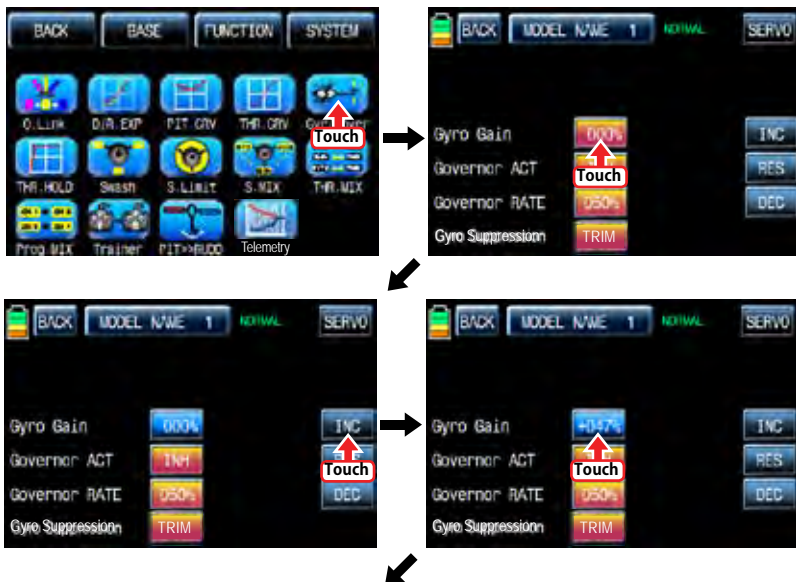 BACK BASE FUNCTION SYSTEM
Q.Link D/R.EXP PIT CRV THR.CRV
Touch
THR.HOLD Swash S.Limit S.MIX THR.MIX
Prog.MIX Trainer PIT>>RUDD Telemetry
BACK MODEL NAME 1 NORMAL SERVO
Gyro Gain 000% INC
Governor ACT Touch RES
Governor RATE 050% DEC
Gyro Suppression TRIM
BACK MODEL NAME 1 NORMAL SERVO
Gyro Gain 000% INC
Governor ACT INH Touch
Governor RATE 050% DEC
Gyro Suppression TRIM
BACK MODEL NAME 1 NORMAL SERVO
Gyro Gain +047% INC
Governor ACT Touch RES
Governor RATE 050% DEC
Gyro Suppression TRIM